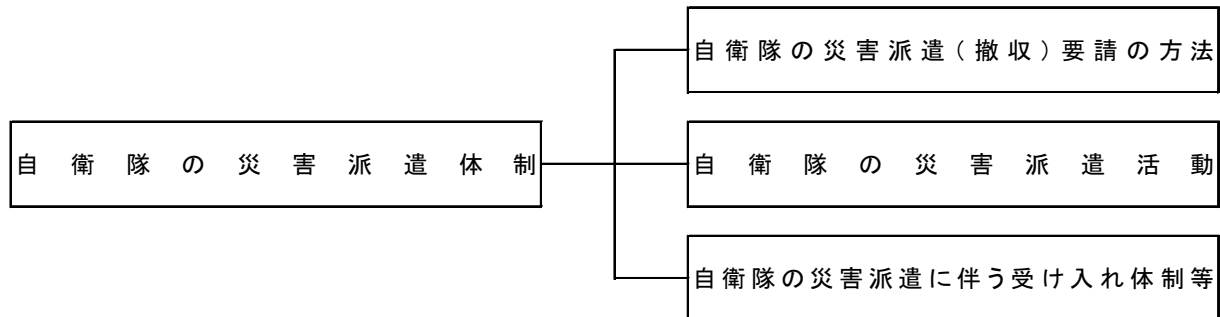 自衛隊の災害派遣体制
自衛隊の災害派遣(撤収)要請の方法
自衛隊の災害派遣活動
自衛隊の災害派遣に伴う受け入れ体制等